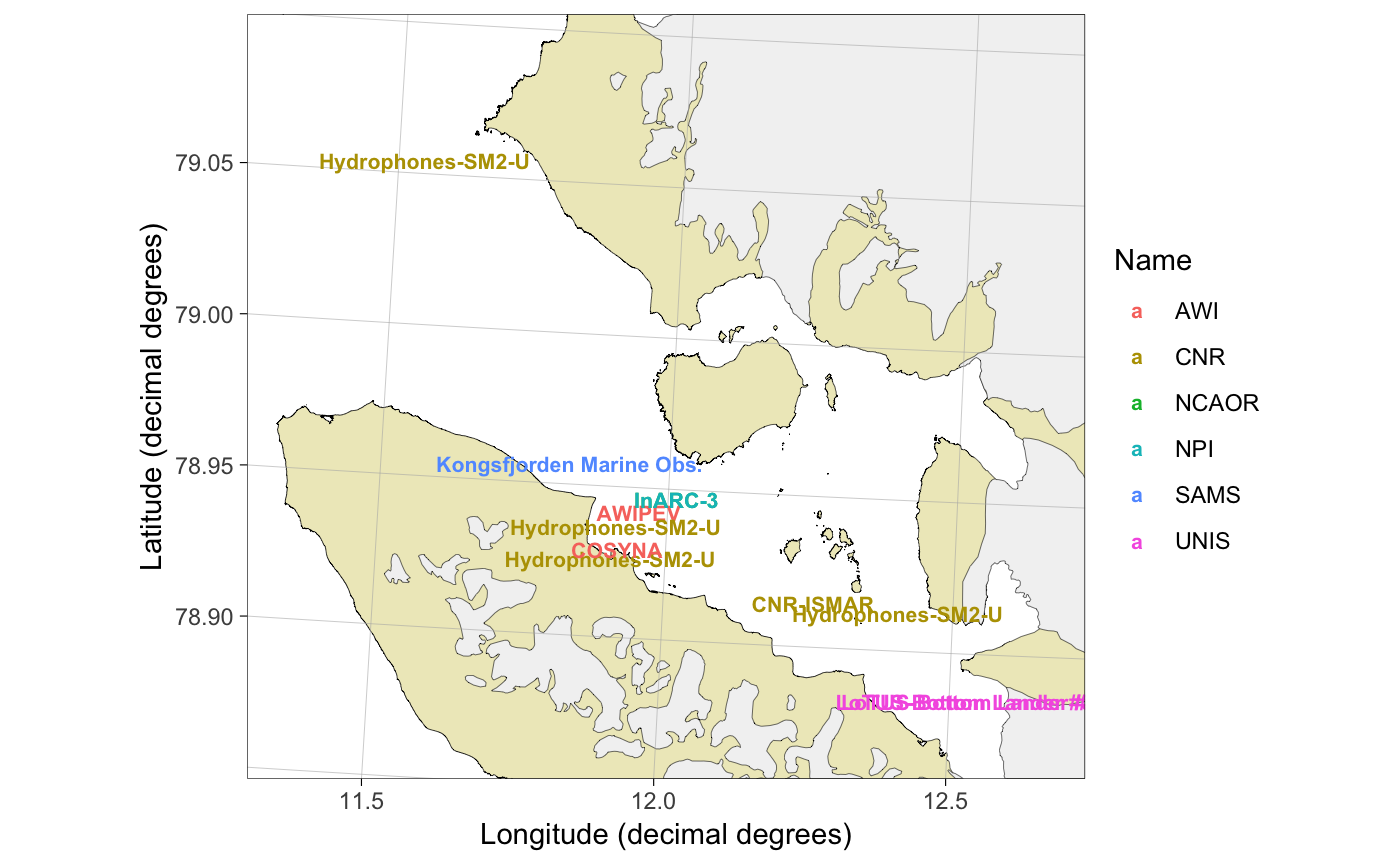 79.05
79.00
78.95
78.90
Latitude (decimal degrees)
Hydrophones-SM2-U
Kongsfjorden Marine Obs.
InARC-3
AWIPEV
Hydrophones-SM2-U
COSYNA
Hydrophones-SM2-U
CNR-ISMAR
Hydrophones-SM2-U
Bottom Lander
11.5
12.0
12.5
Longitude (decimal degrees)
Name
a AWI
a CNR
a NCAOR
a NPI
a SAMS
a UNIS